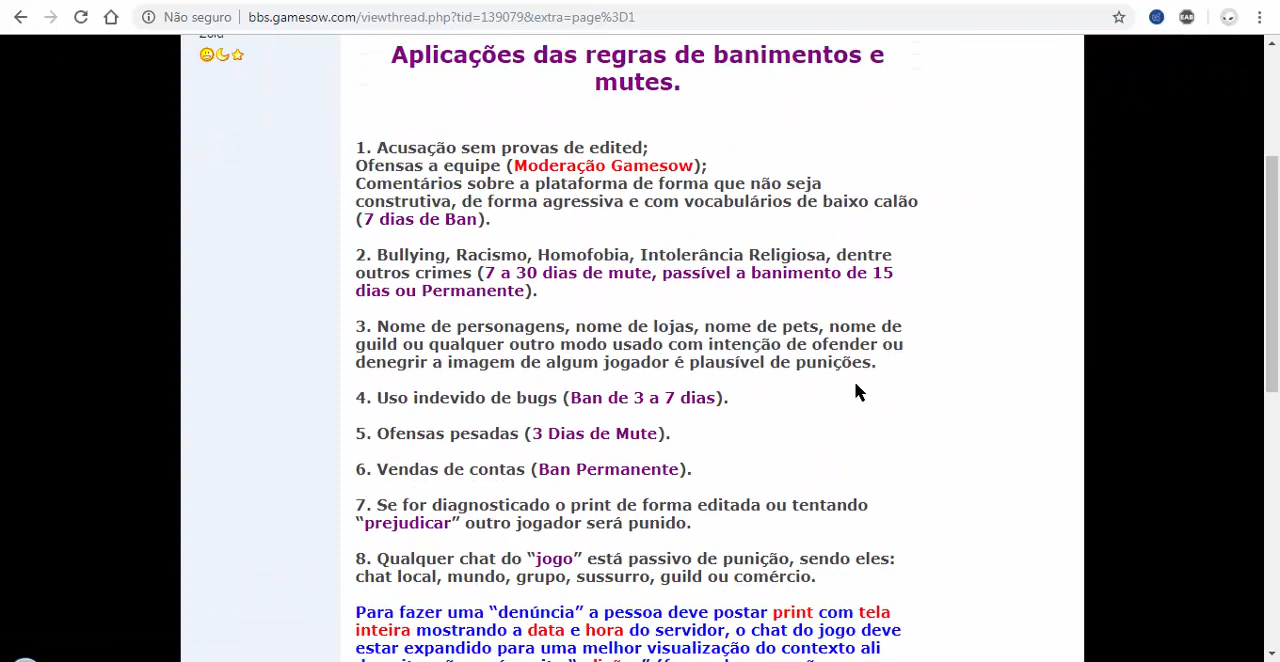 Não seguro
bbs.gamesow.com/viewthread.php?tid=139079&extra=page%3D1
EAB
Aplicações das regras de banimentos e
mutes.
1. Acusação sem provas de edited;
Ofensas a equipe (Moderação Gamesow);
Comentários sobre a plataforma de forma que não seja
construtiva, de forma agressiva e com vocabulários de baixo calão
(7 dias de Ban).
2. Bullying, Racismo, Homofobia, Intolerância Religiosa, dentre
outros crimes (7 a 30 dias de mute, passível a banimento de 15
dias ou Permanente).
3. Nome de personagens, nome de lojas, nome de pets, nome de
guild ou qualquer outro modo usado com intenção de ofender ou
denegrir a imagem de algum jogador é plausível de punições.
4. Uso indevido de bugs (Ban de 3 a 7 dias).
5. Ofensas pesadas (3 Dias de Mute).
6. Vendas de contas (Ban Permanente).
7. Se for diagnosticado o print de forma editada ou tentando
“prejudicar” outro jogador será punido.
8. Qualquer chat do “jogo” está passivo de punição, sendo eles:
chat local, mundo, grupo, sussurro, guild ou comércio.
Para fazer uma “denúncia” a pessoa deve postar print com tela
inteira mostrando a data e hora do servidor, o chat do jogo deve
estar expandido para uma melhor visualização do contexto ali